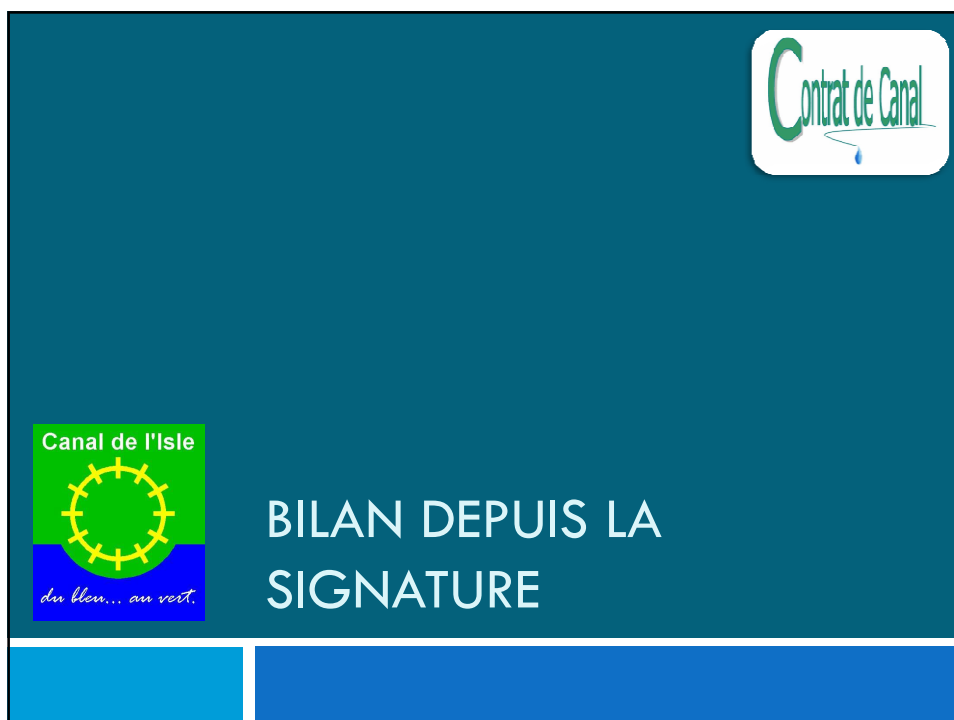 Contrat de Canal
Canal de l'Isle
du bleu... au vert.
BILAN DEPUIS LA
SIGNATURE